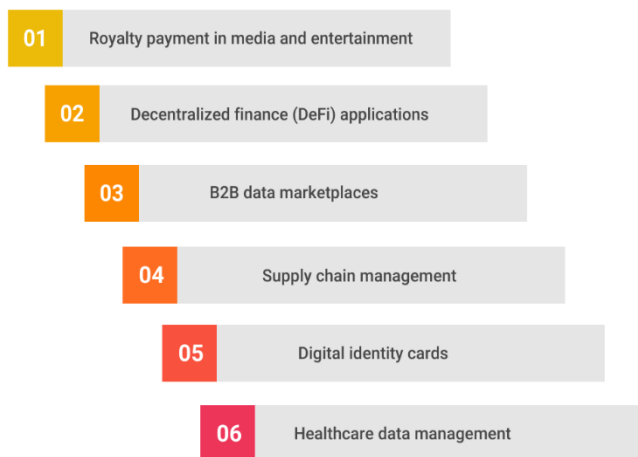 01 Royalty payment in media and entertainment
02 Decentralized finance (DeFi) applications
03 B2B data marketplaces
04 Supply chain management
05 Digital identity cards
06 Healthcare data management